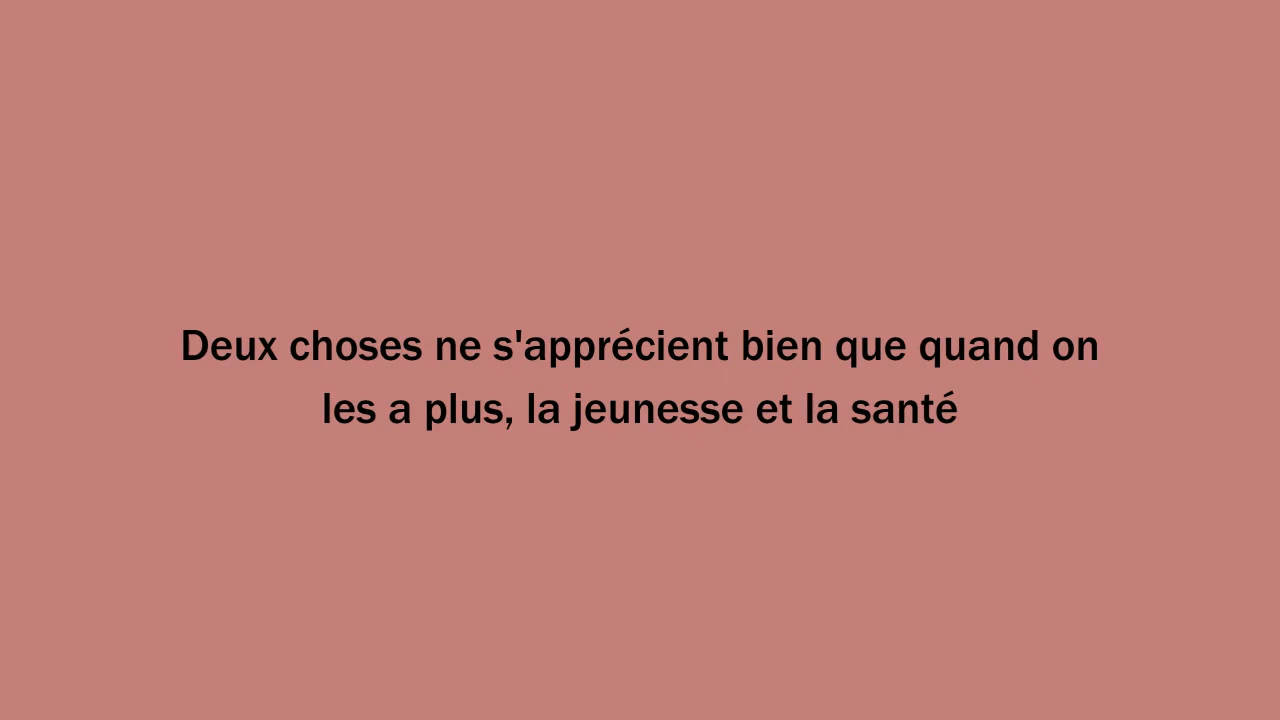 Deux choses ne s'apprécient bien que quand on
les a plus, la jeunesse et la santé